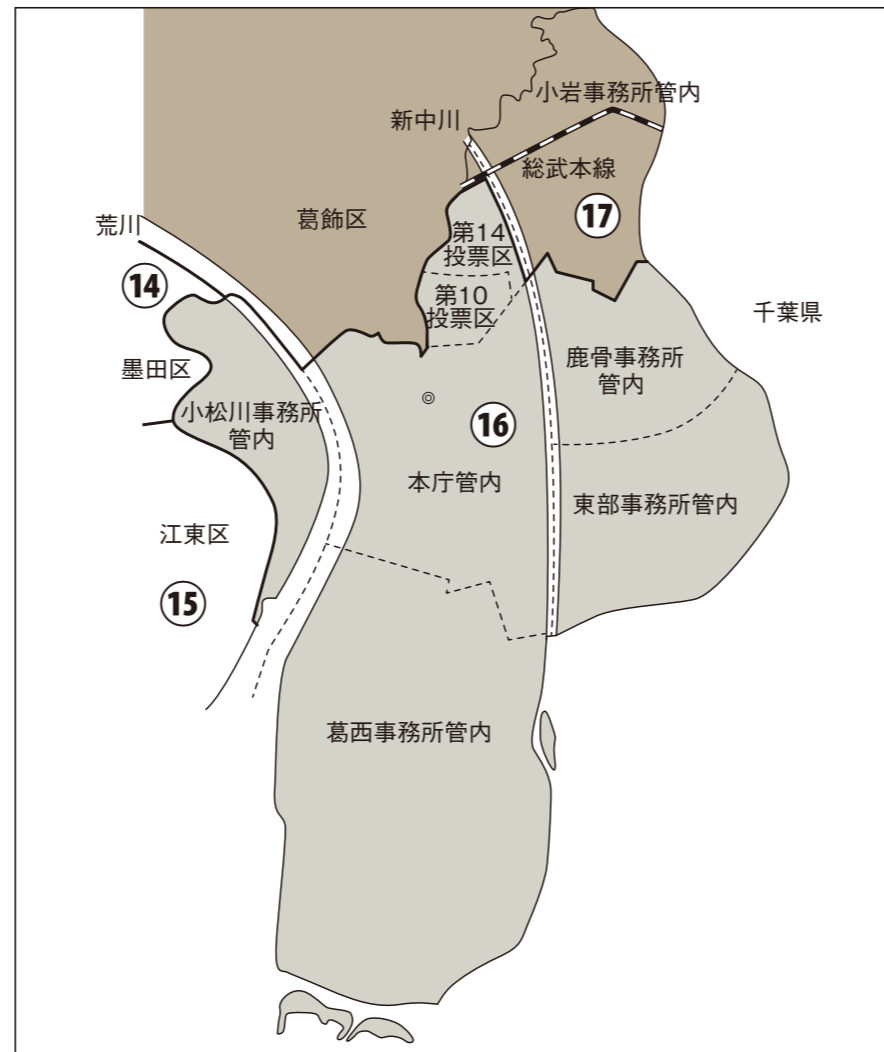 小岩事務所管内
新中川
総武本線
葛飾区
⑰
荒川
第14
投票区
⑭
第10
投票区
千葉県
墨田区
鹿骨事務所
管内
小松川事務所
管内
⑯
本庁管内
東部事務所管内
江東区
⑮
葛西事務所管内